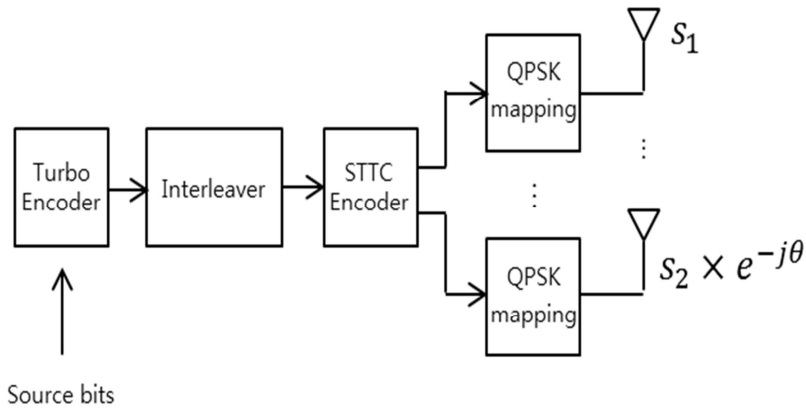 Turbo
Encoder
Interleaver
STTC
Encoder
QPSK
mapping
s₁
⋮
⋮
QPSK
mapping
s₂ × e^{-jθ}
Source bits